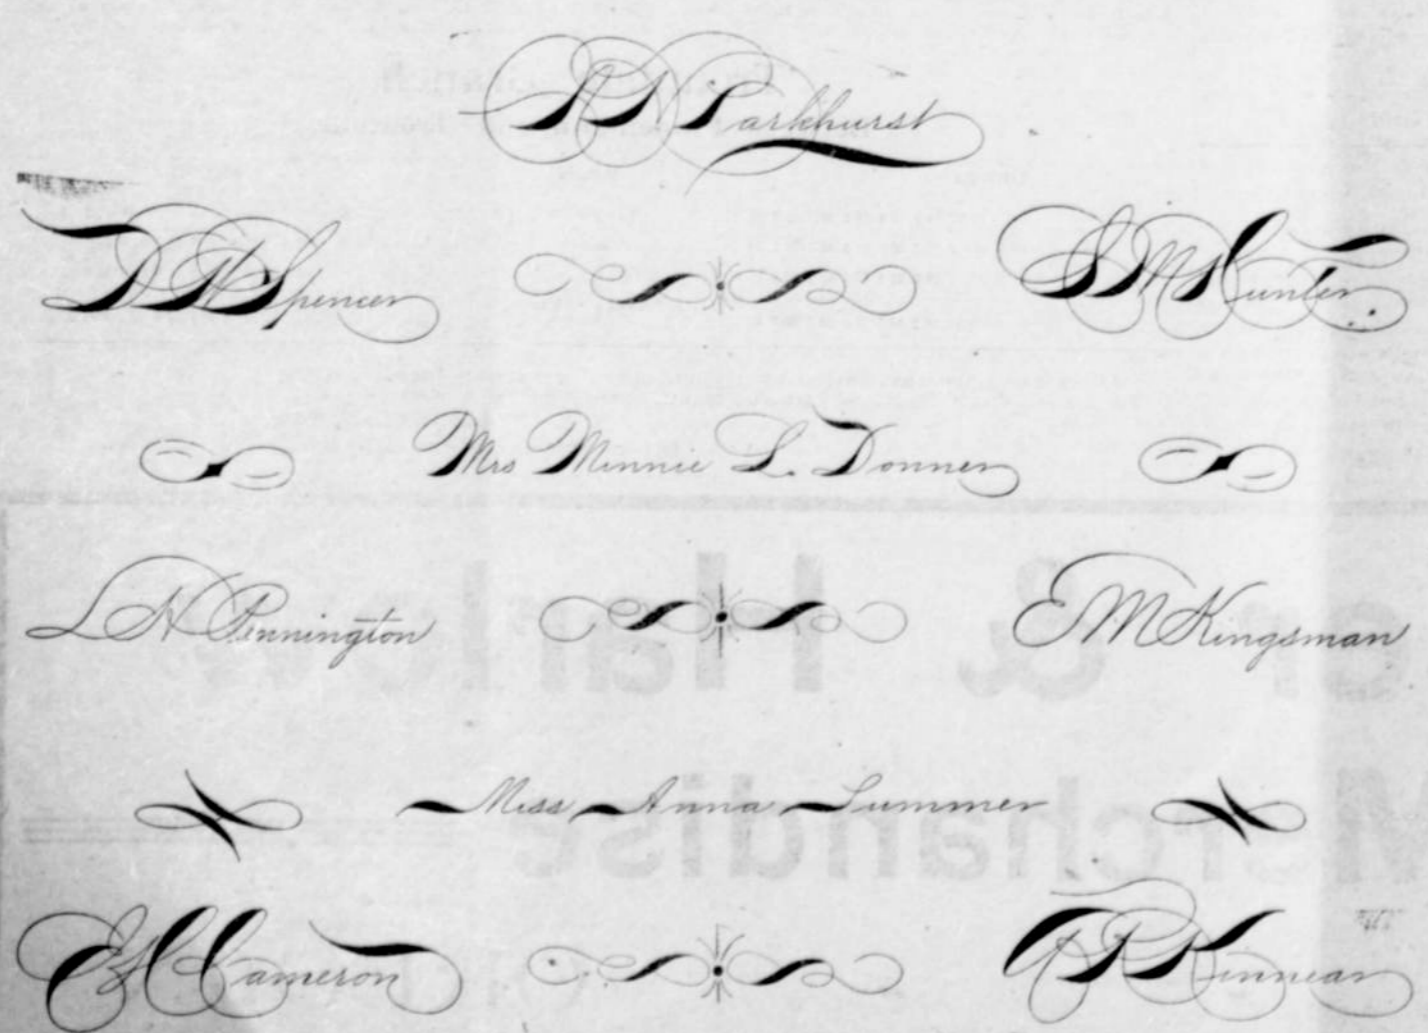 Parkhurst
D H Spencer S M Hunter
Mrs Minnie L. Donner
L H Pennington E M Kingsman
Miss Anna Summer
Cameron Kinnear